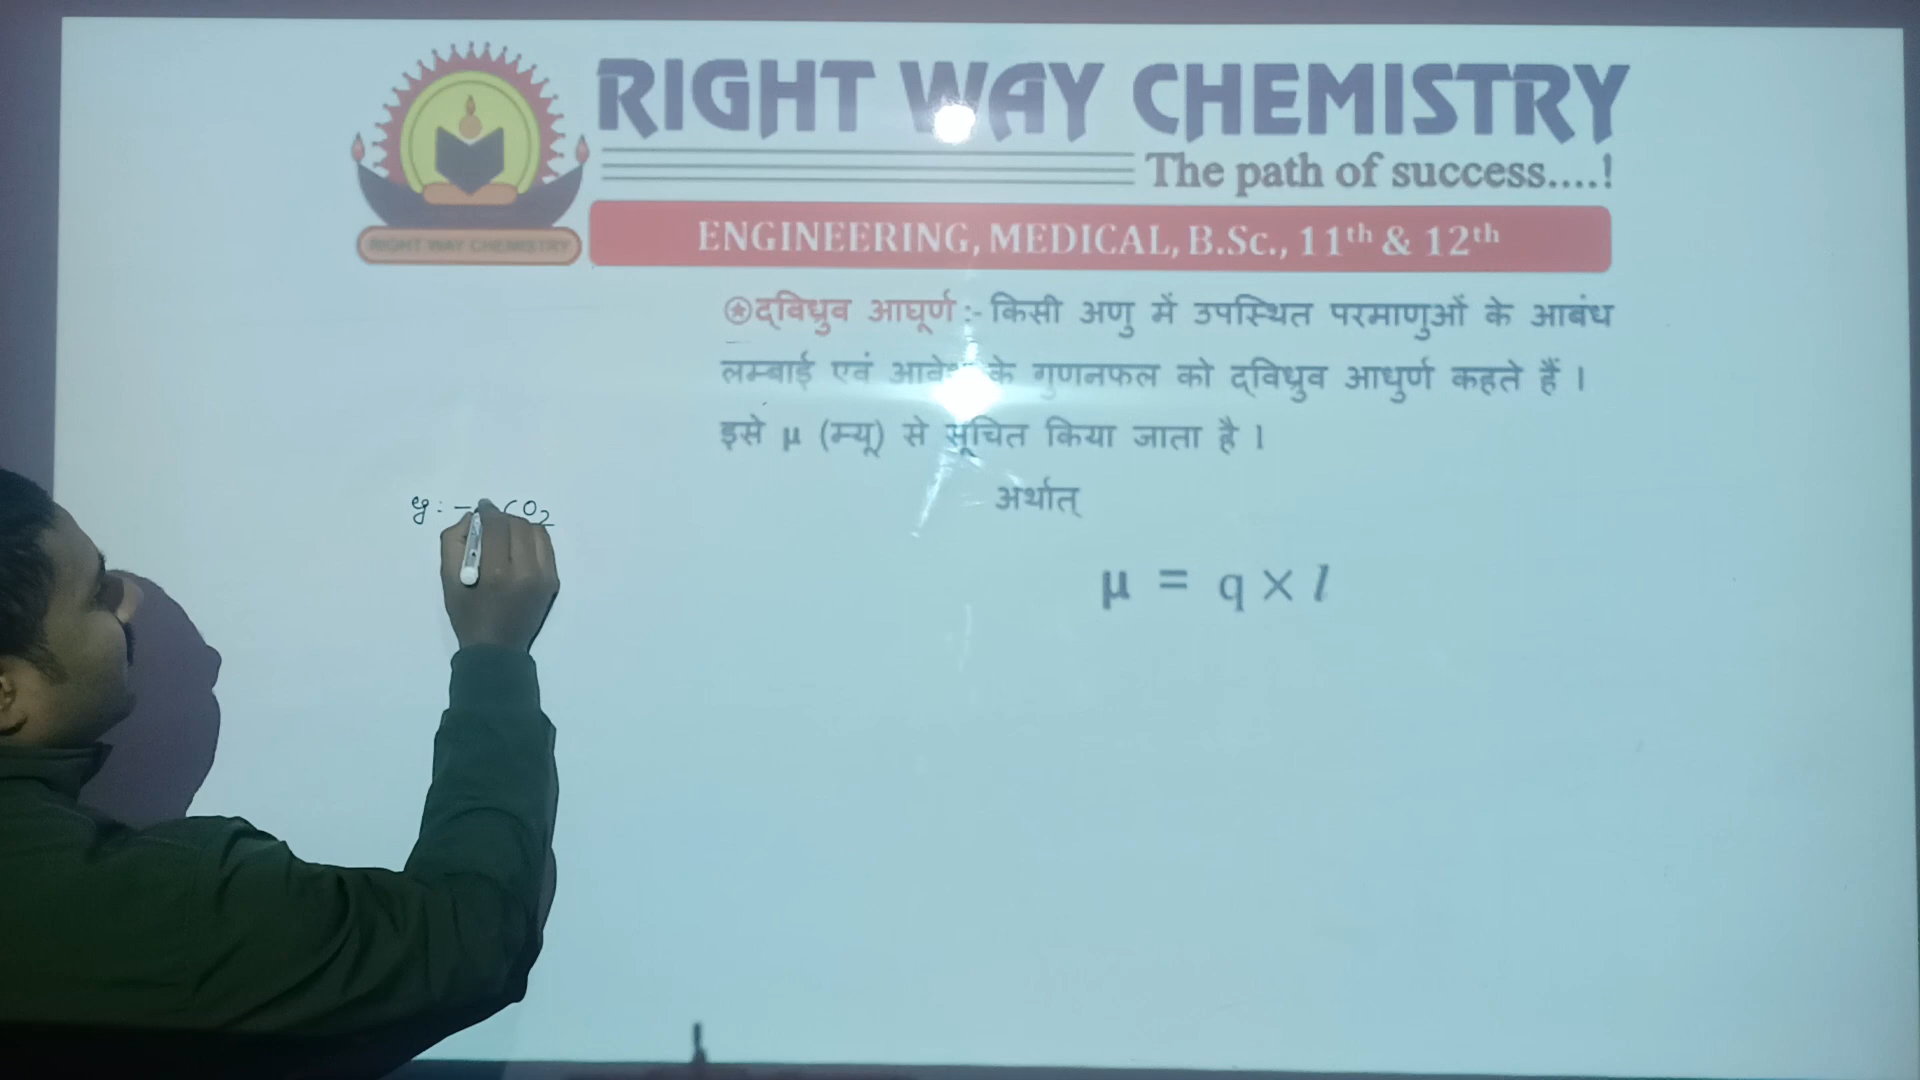 RIGHT WAY CHEMISTRY
The path of success....!
RIGHT WAY CHEMISTRY
ENGINEERING, MEDICAL, B.Sc., 11th & 12th
द्विध्रुव आघूर्ण :- किसी अणु में उपस्थित परमाणुओं के आबंध
लम्बाई एवं के गुणनफल को द्विध्रुव आधुर्ण कहते हैं ।
इसे μ (म्यू) से सूचित किया जाता है ।
eg: - CO2
अर्थात्
μ = q × l